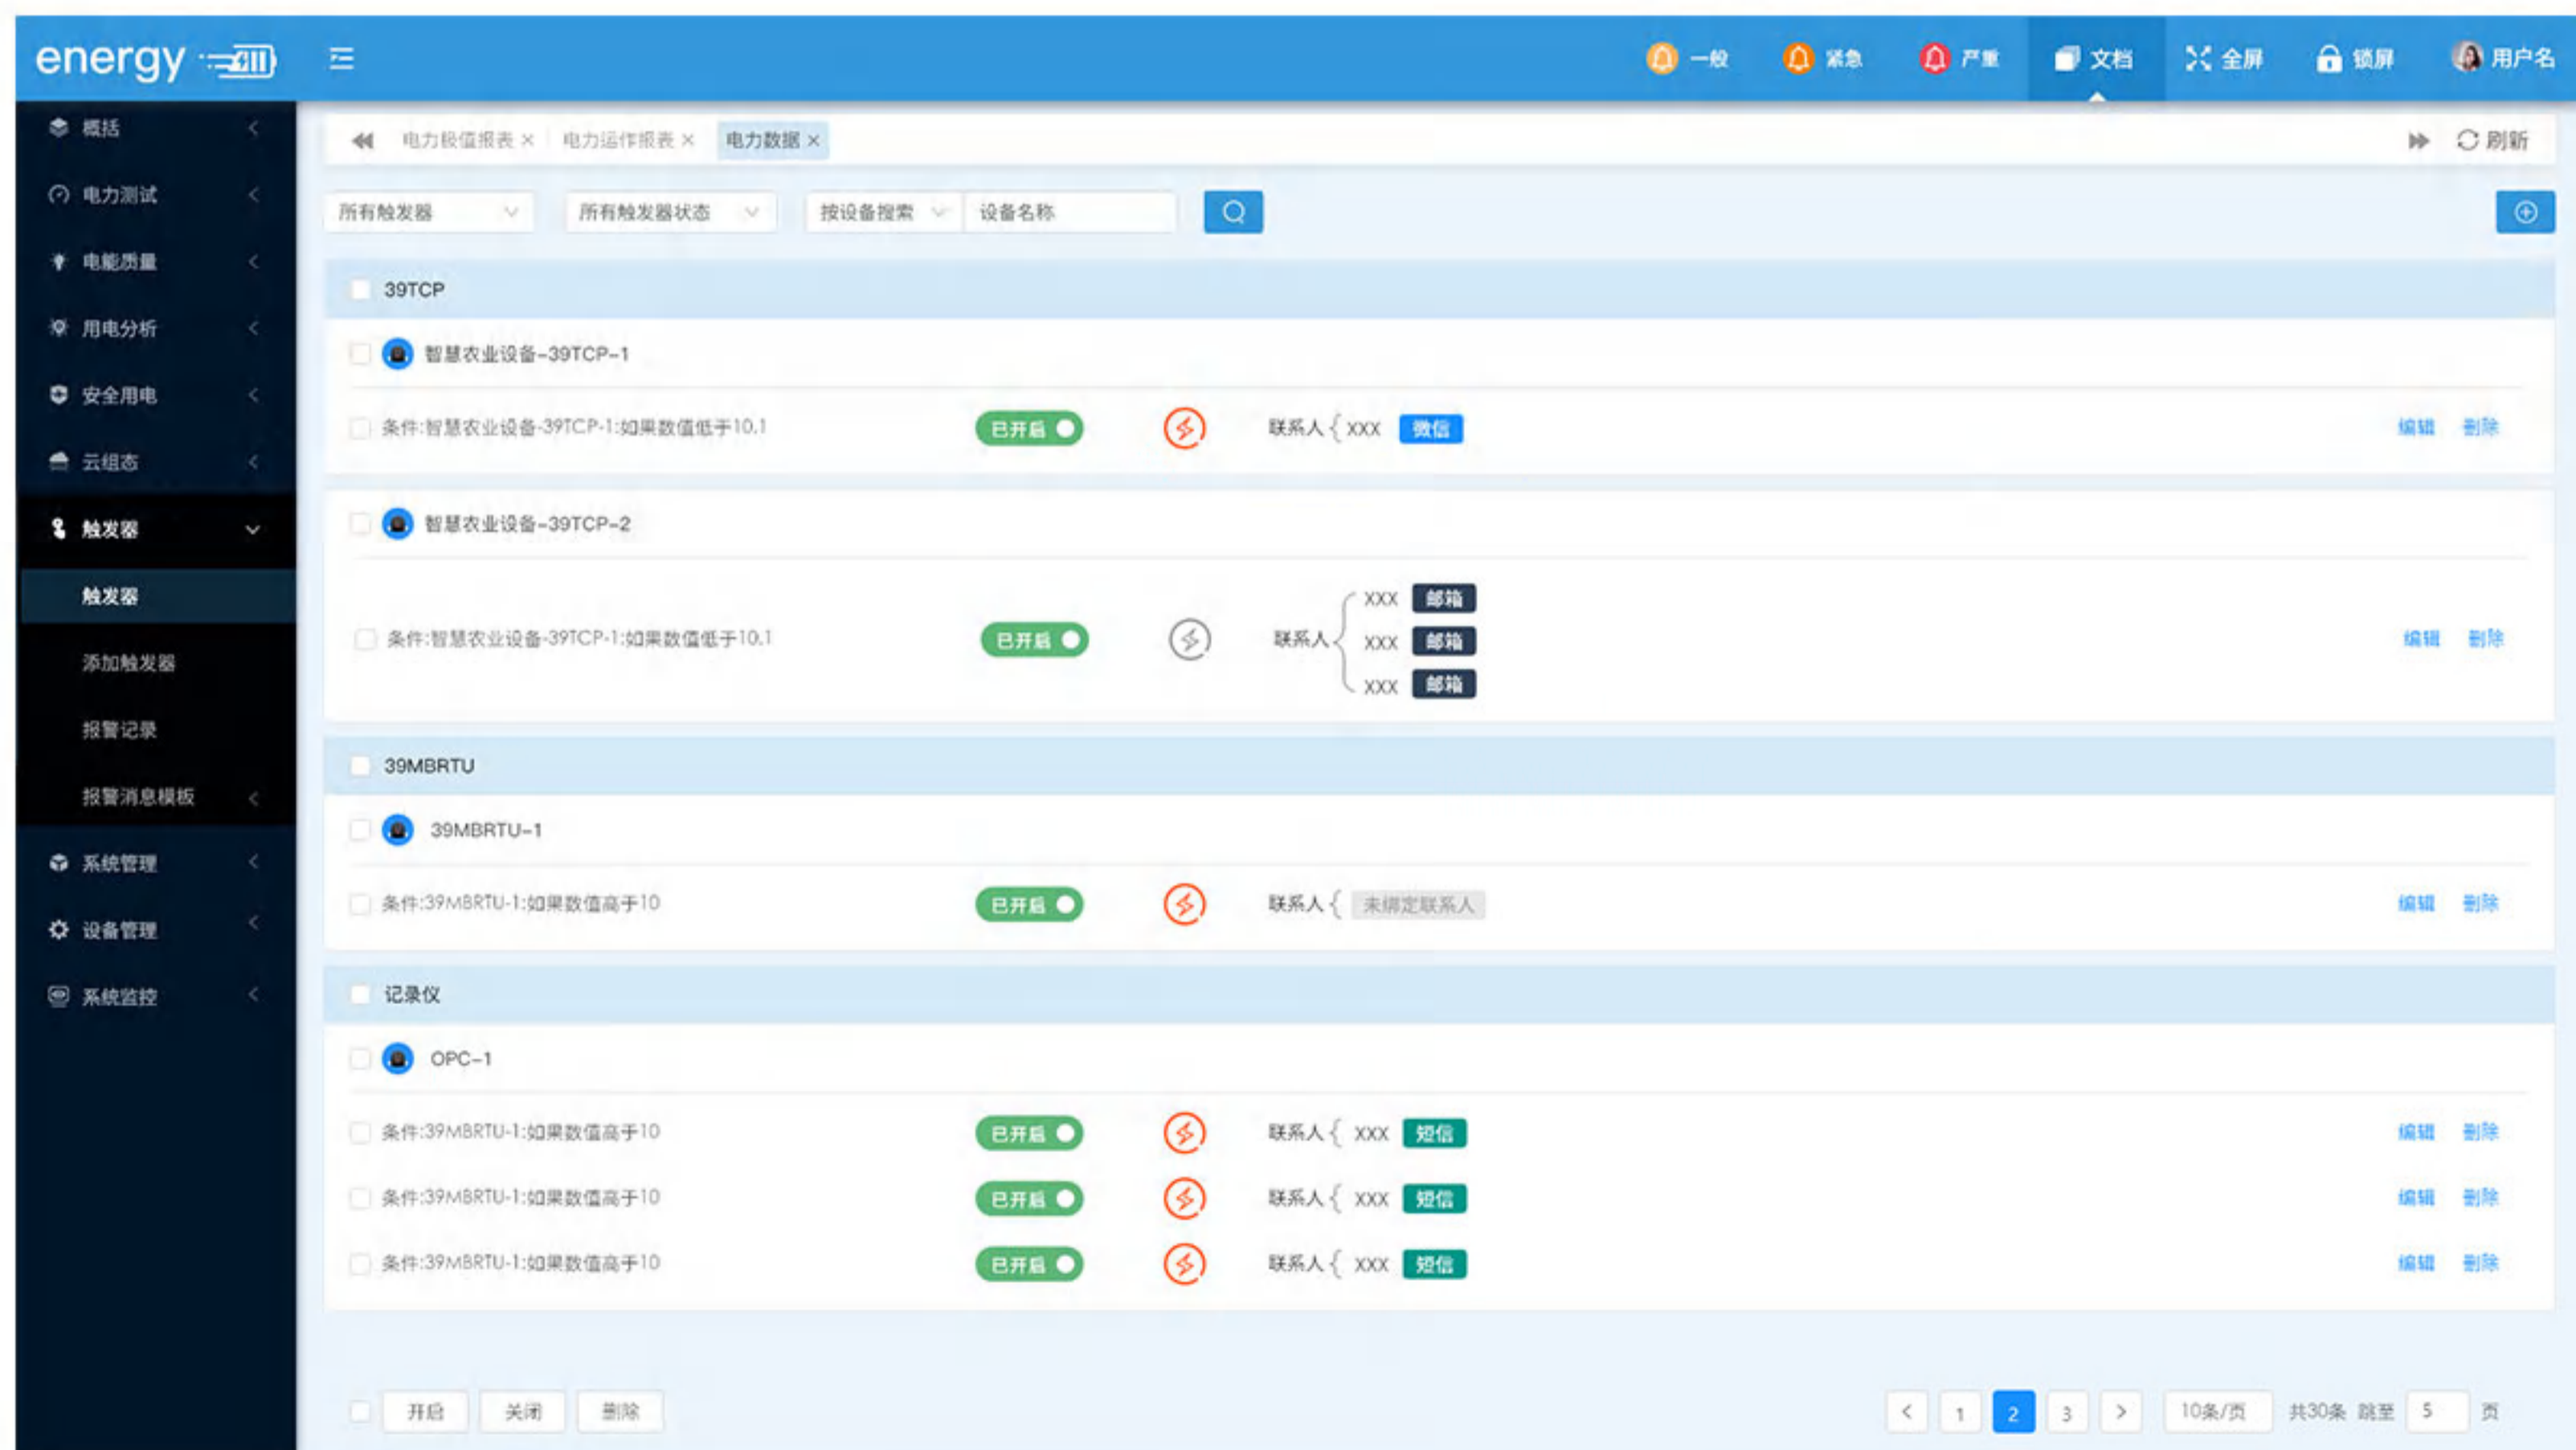 energy
一般 紧急 严重 文档 全屏 锁屏 用户名
概括
电力测试
电能质量
用电分析
安全用电
云组态
触发器
触发器
添加触发器
报警记录
报警消息模板
系统管理
设备管理
系统监控
电力极值报表 × 电力运作报表 × 电力数据 × 刷新
所有触发器 所有触发器状态 按设备搜索 设备名称
39TCP
智慧农业设备-39TCP-1
条件:智慧农业设备-39TCP-1:如果数值低于10.1 已开启 联系人 { XXX 微信 编辑 删除
智慧农业设备-39TCP-2
XXX 邮箱
条件:智慧农业设备-39TCP-1:如果数值低于10.1 已开启 联系人 { XXX 邮箱 编辑 删除
XXX 邮箱
39MBRTU
39MBRTU-1
条件:39MBRTU-1:如果数值高于10 已开启 联系人 { 未绑定联系人 编辑 删除
记录仪
OPC-1
条件:39MBRTU-1:如果数值高于10 已开启 联系人 { XXX 短信 编辑 删除
条件:39MBRTU-1:如果数值高于10 已开启 联系人 { XXX 短信 编辑 删除
条件:39MBRTU-1:如果数值高于10 已开启 联系人 { XXX 短信 编辑 删除
开启 关闭 删除 < 1 2 3 > 10条/页 共30条 跳至 5 页